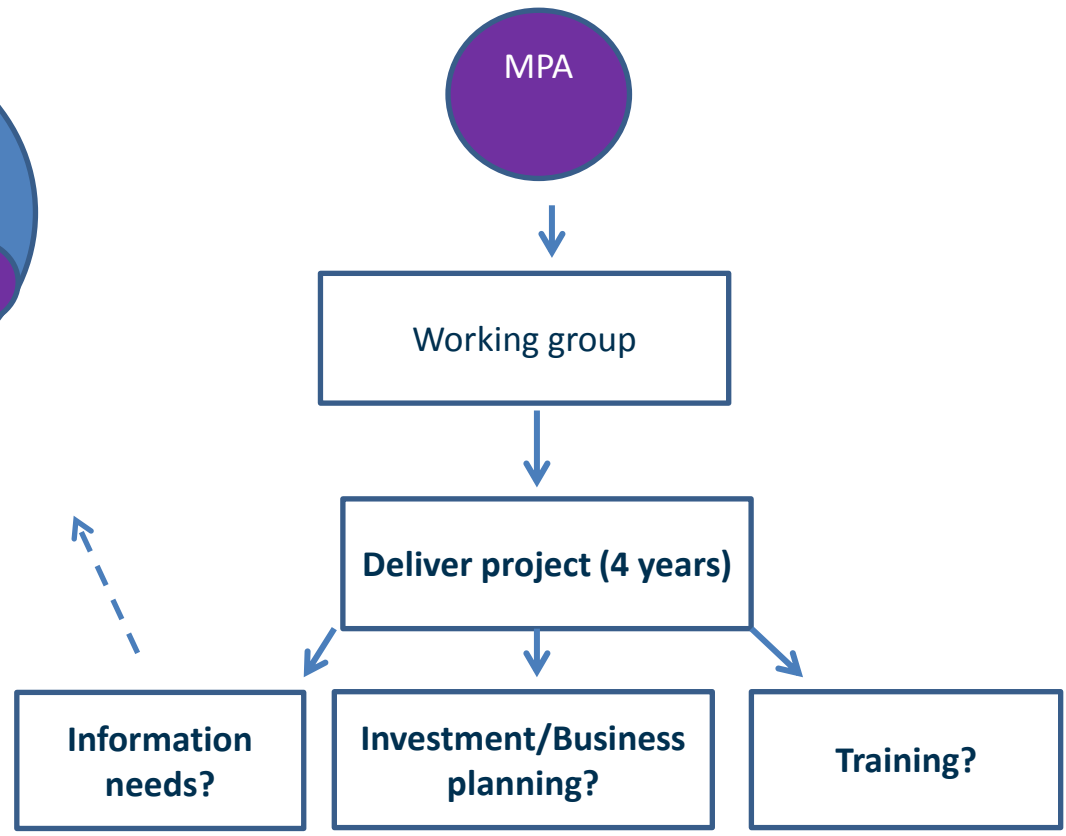 MPA
Working group
Deliver project (4 years)
Information
needs?
Investment/Business
planning?
Training?